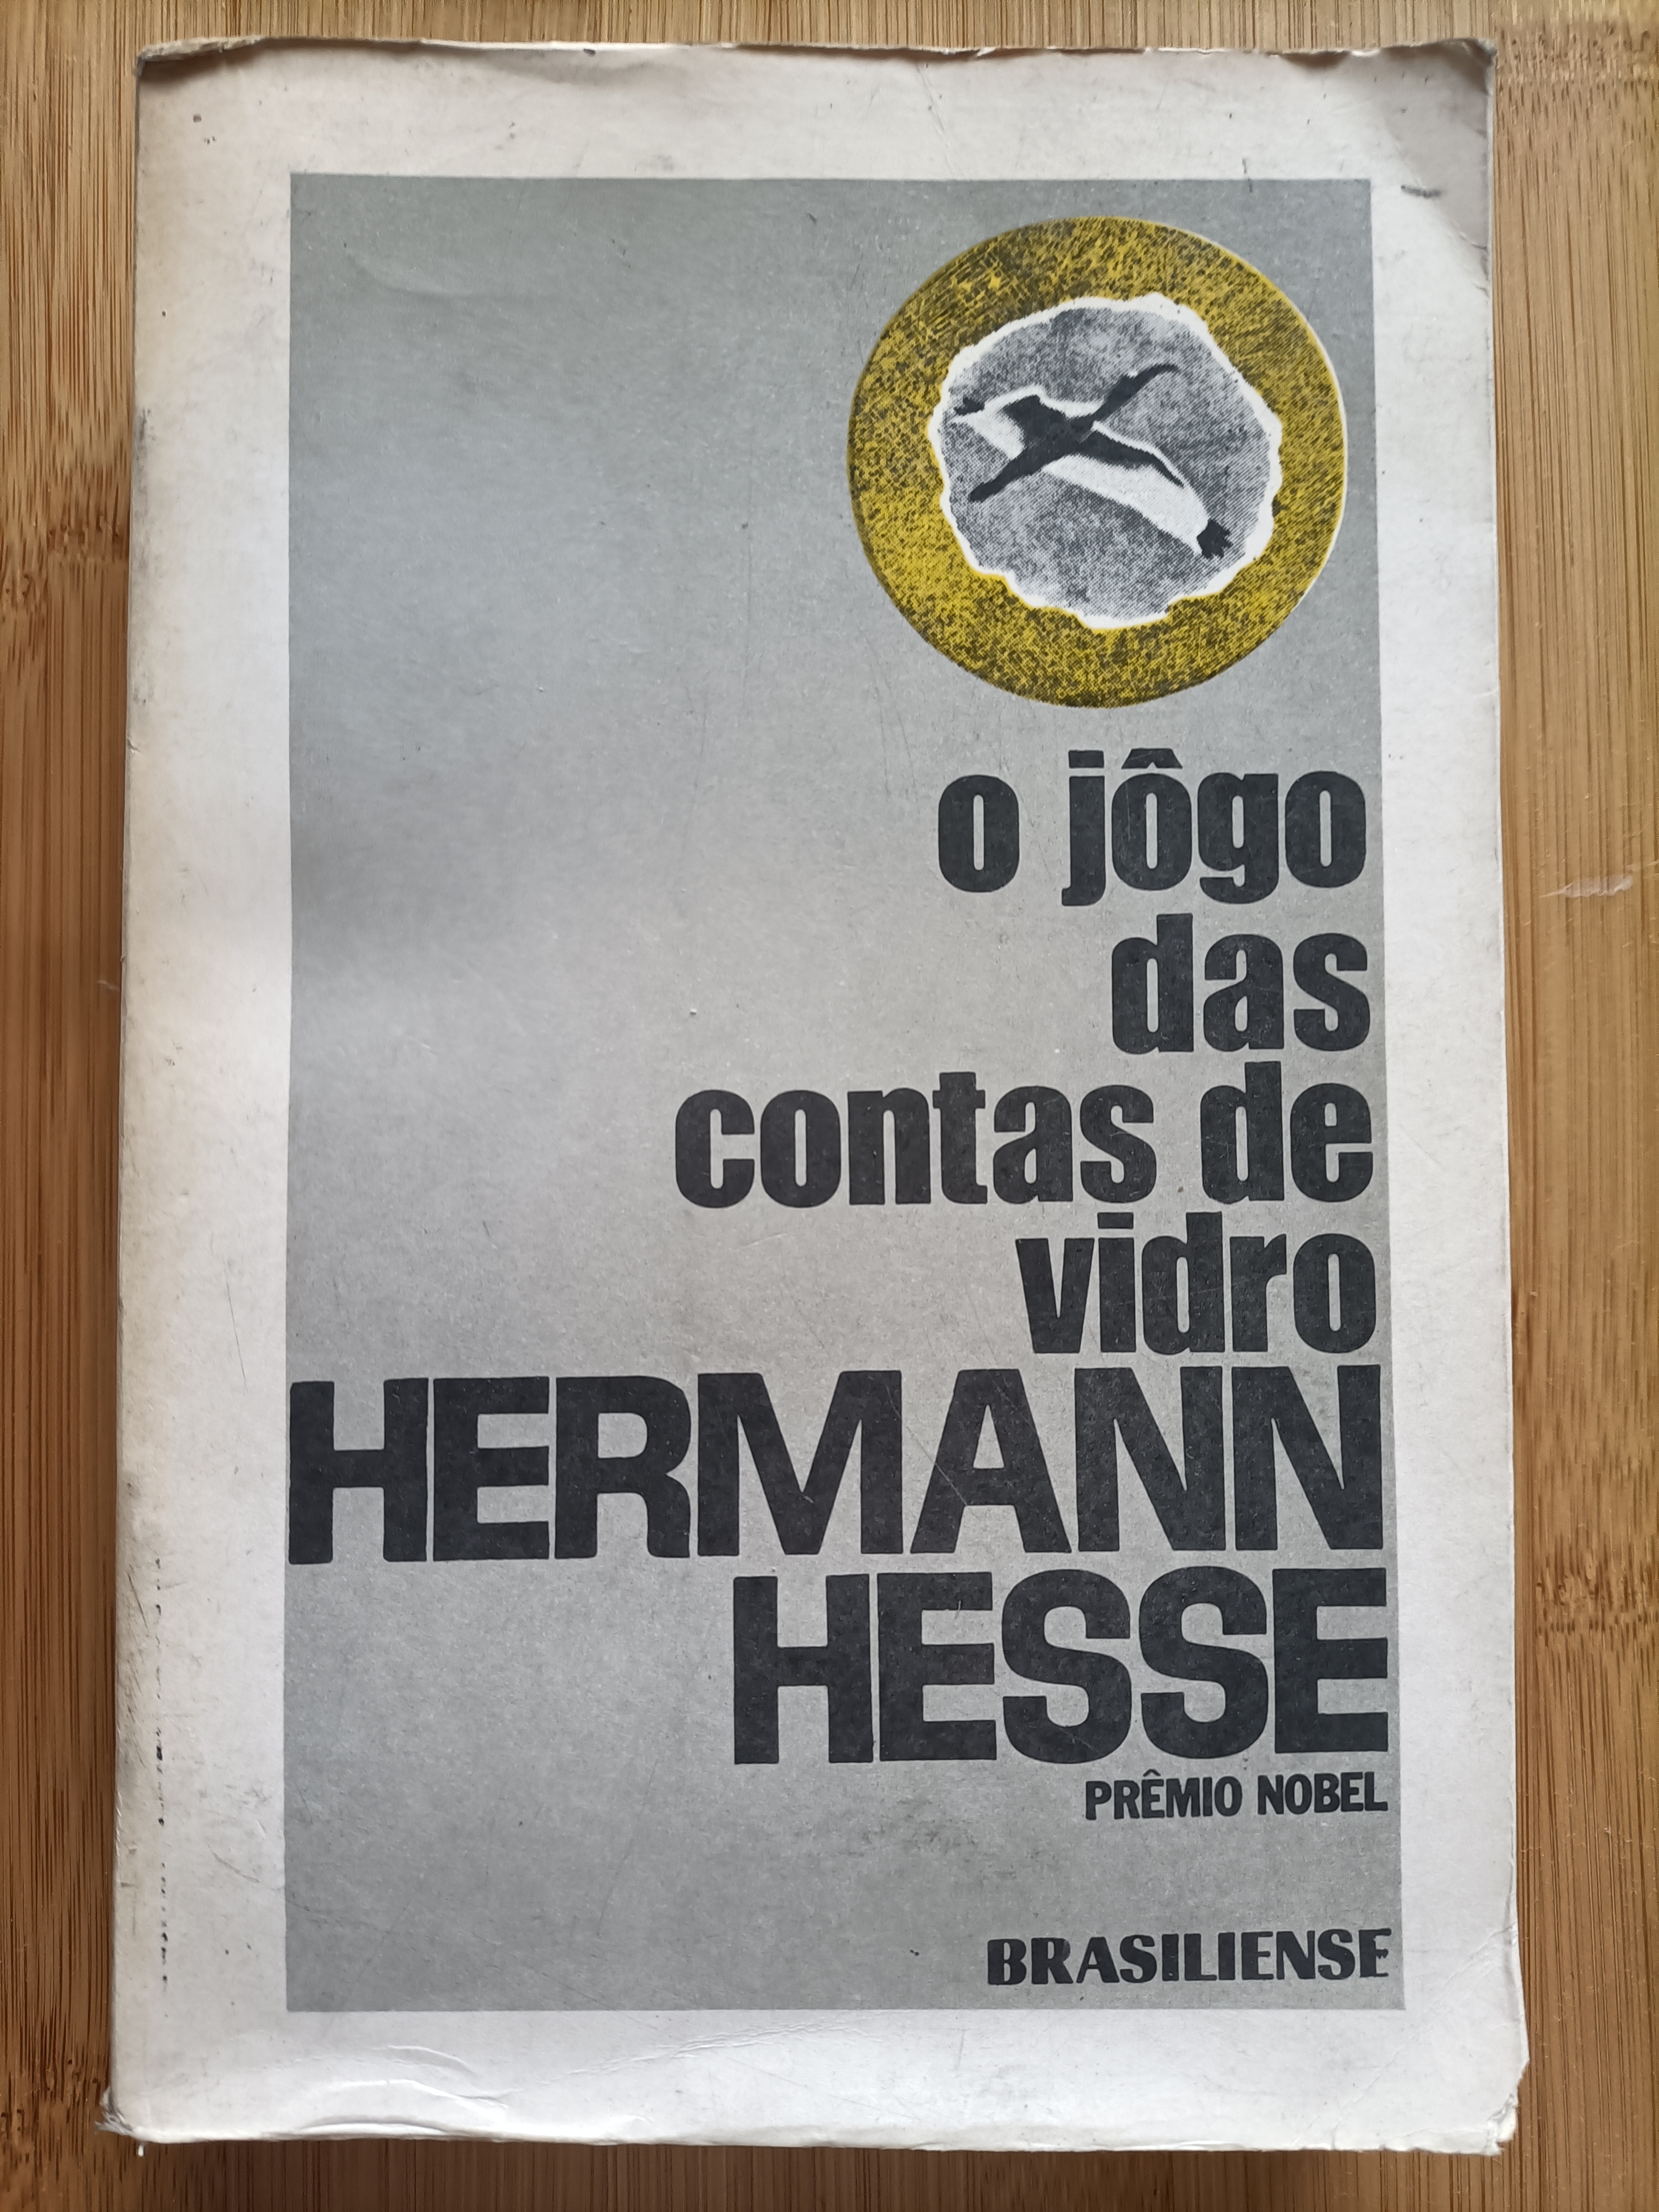 o jôgo
das
contas de
vidro
HERMANN
HESSE
PRÊMIO NOBEL
BRASILIENSE